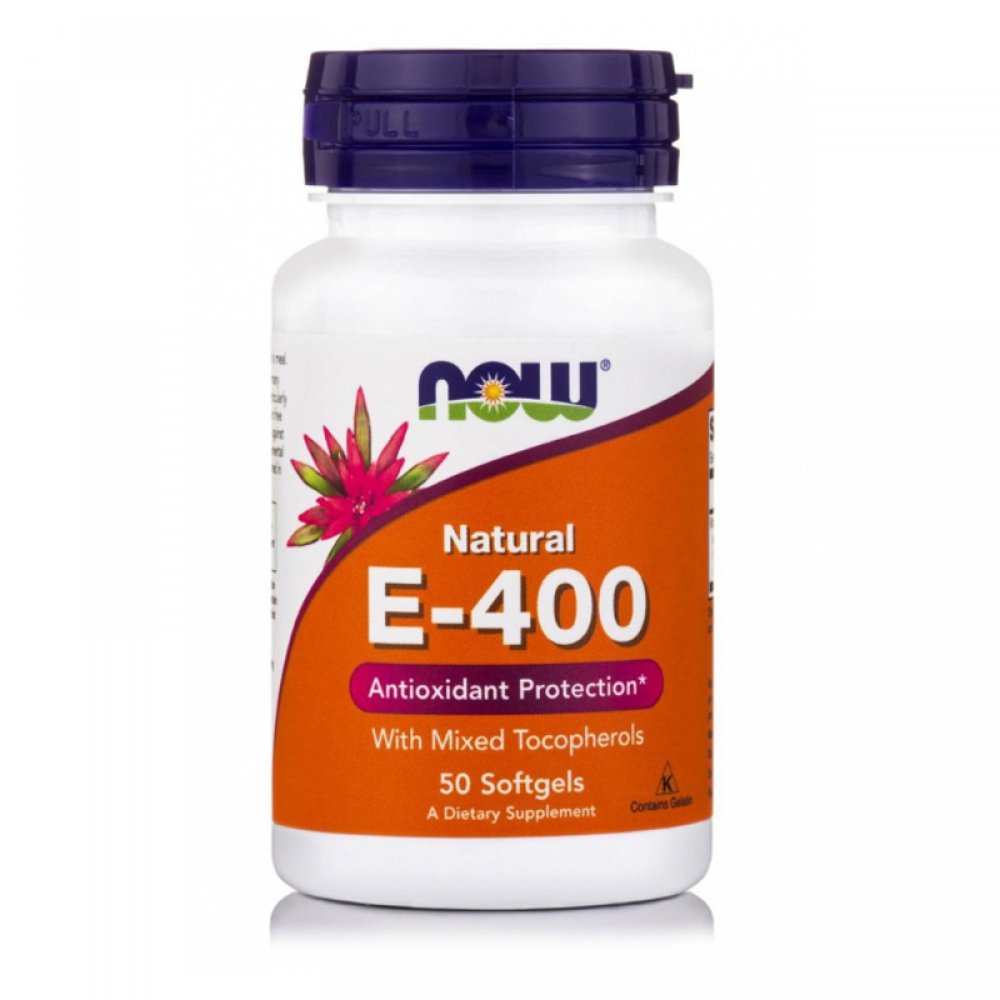 PULL
now®
Natural
E-400
Antioxidant Protection*
With Mixed Tocopherols
50 Softgels
A Dietary Supplement
K
Contains Gelatin